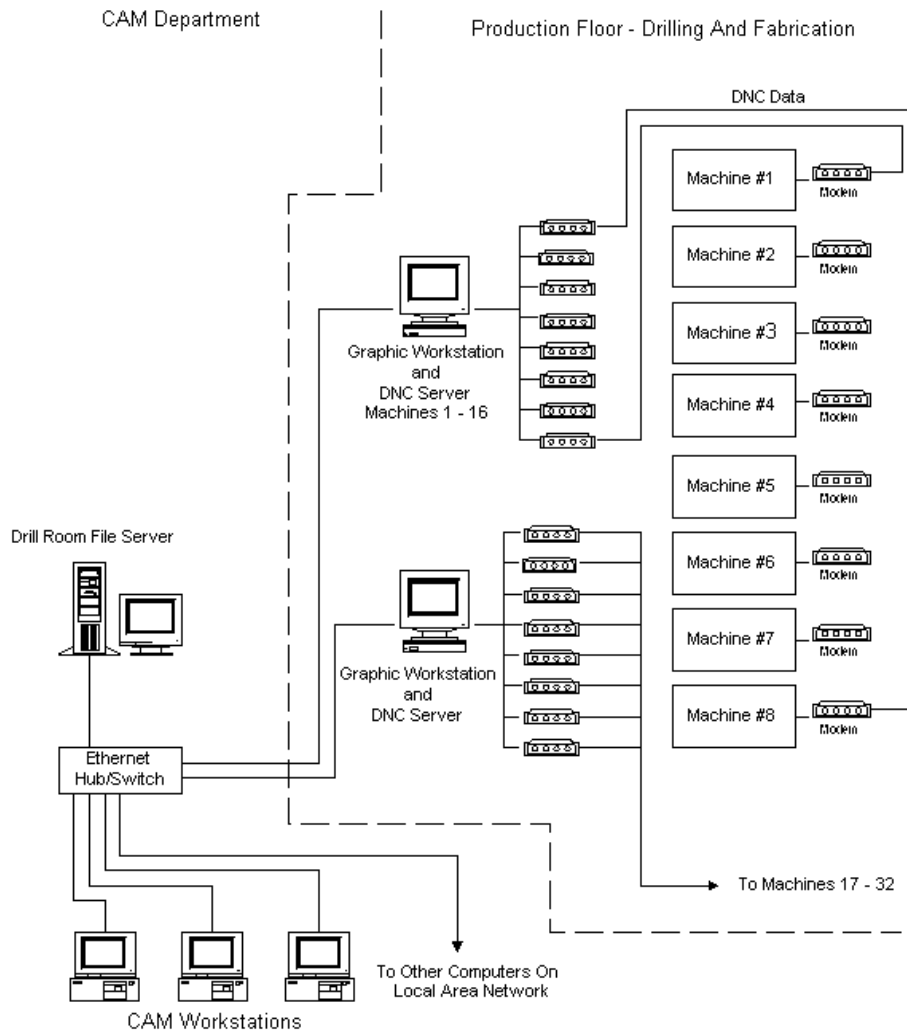 CAM Department
Production Floor - Drilling And Fabrication
DNC Data
Machine #1
Modem
Machine #2
Modem
Machine #3
Modem
Machine #4
Modem
Machine #5
Modem
Machine #6
Modem
Machine #7
Modem
Machine #8
Modem
Graphic Workstation
and
DNC Server
Machines 1 - 16
Drill Room File Server
Graphic Workstation
and
DNC Server
Ethernet
Hub/Switch
To Machines 17 - 32
To Other Computers On
Local Area Network
CAM Workstations